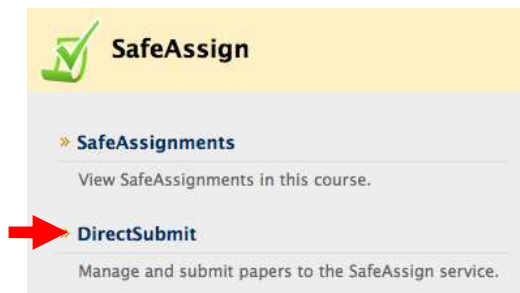 SafeAssign
» SafeAssignments
View SafeAssignments in this course.
» DirectSubmit
Manage and submit papers to the SafeAssign service.